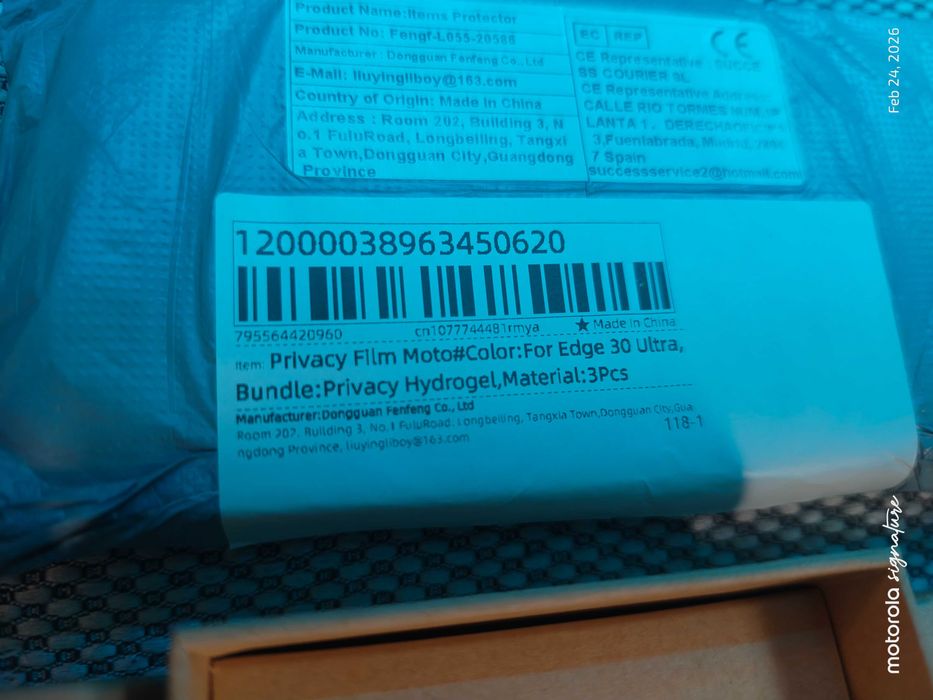 Product Name:Items Protector
Product No: Fengf-L055-20586
Manufacturer: Dongguan Fenfeng Co., Ltd
E-Mail: liuyingliboy@163.com
Country of Origin: Made in China
Address : Room 202, Building 3, N
o.1 FuluRoad, Longbeiling, Tangxi
a Town,Dongguan City,Guangdong
Province
EC REP
CE
CE Representative : SUCCE
SS COURIER SL
CE Representative Address:
CALLE RIO TORMES NUM.
LANTA 1, DERECHA
3,Fuenlabrada, Madrid,
7 Spain
successservice2@hotmail.com
12000038963450620
795564420960 cn1077744481rmya ★ Made in China
Item: Privacy Film Moto#Color:For Edge 30 Ultra,
Bundle:Privacy Hydrogel,Material:3Pcs
Manufacturer:Dongguan Fenfeng Co., Ltd
Room 202, Building 3, No.1 FuluRoad, Longbeiling, Tangxia Town,Dongguan City,Gua
ngdong Province, liuyingliboy@163.com
118-1
Feb 24, 2026
motorola signature